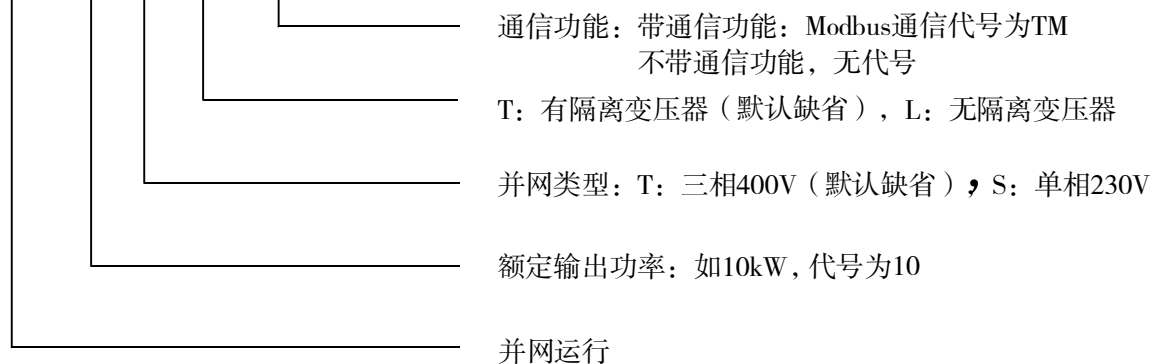 通信功能：带通信功能：Modbus通信代号为TM
不带通信功能，无代号
T：有隔离变压器（默认缺省），L：无隔离变压器
并网类型：T：三相400V（默认缺省），S：单相230V
额定输出功率：如10kW，代号为10
并网运行